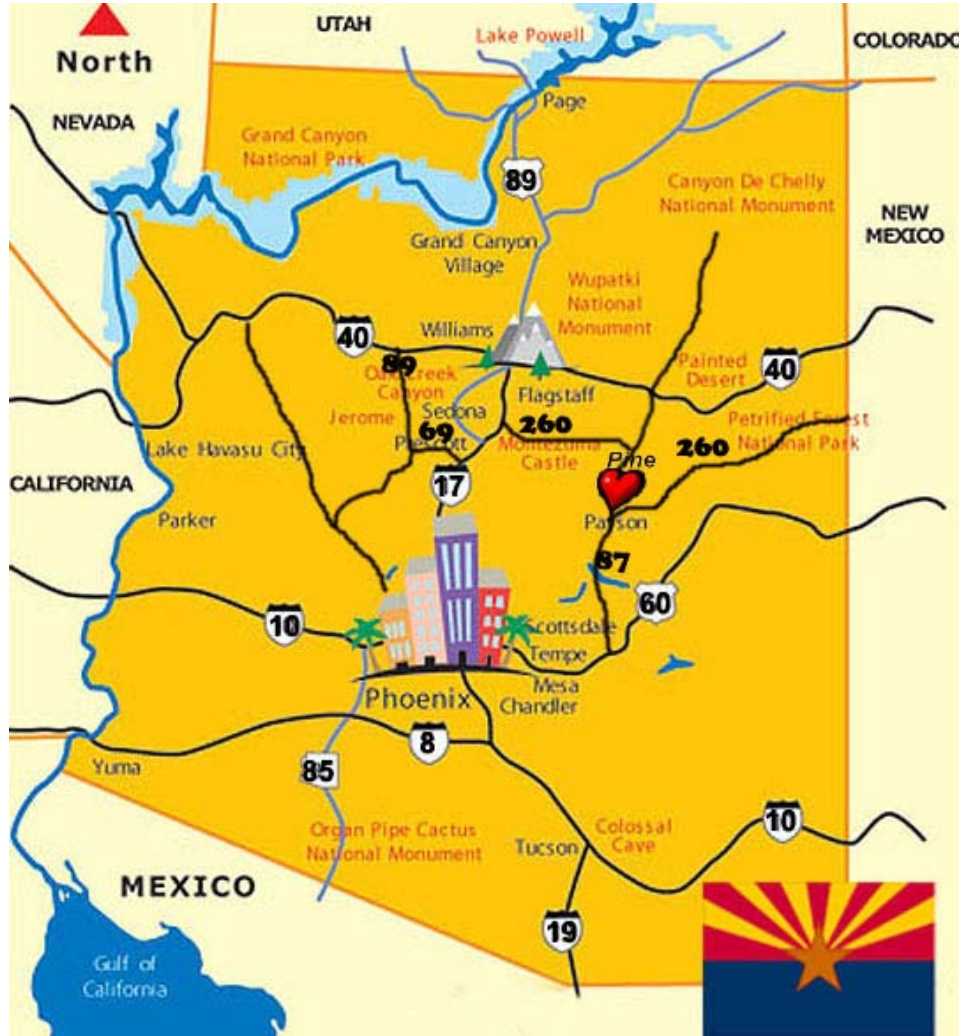 UTAH
Lake Powell
COLORADO
North
Page
NEVADA
Grand Canyon
National Park
89
Canyon De Chelly
National Monument
NEW
MEXICO
Grand Canyon
Village
Wupatki
National
Monument
Williams
40
89
Oak Creek
Canyon
Painted
Desert
40
Flagstaff
Jerome
Sedona
260
Petrified Forest
National Park
69
Prescott
Montezuma
Castle
260
Lake Havasu City
Pine
CALIFORNIA
17
Parker
Payson
87
60
10
Scottsdale
Tempe
Mesa
Chandler
Phoenix
8
Yuma
85
Organ Pipe Cactus
National Monument
Tucson
Colossal
Cave
10
MEXICO
19
Gulf of
California